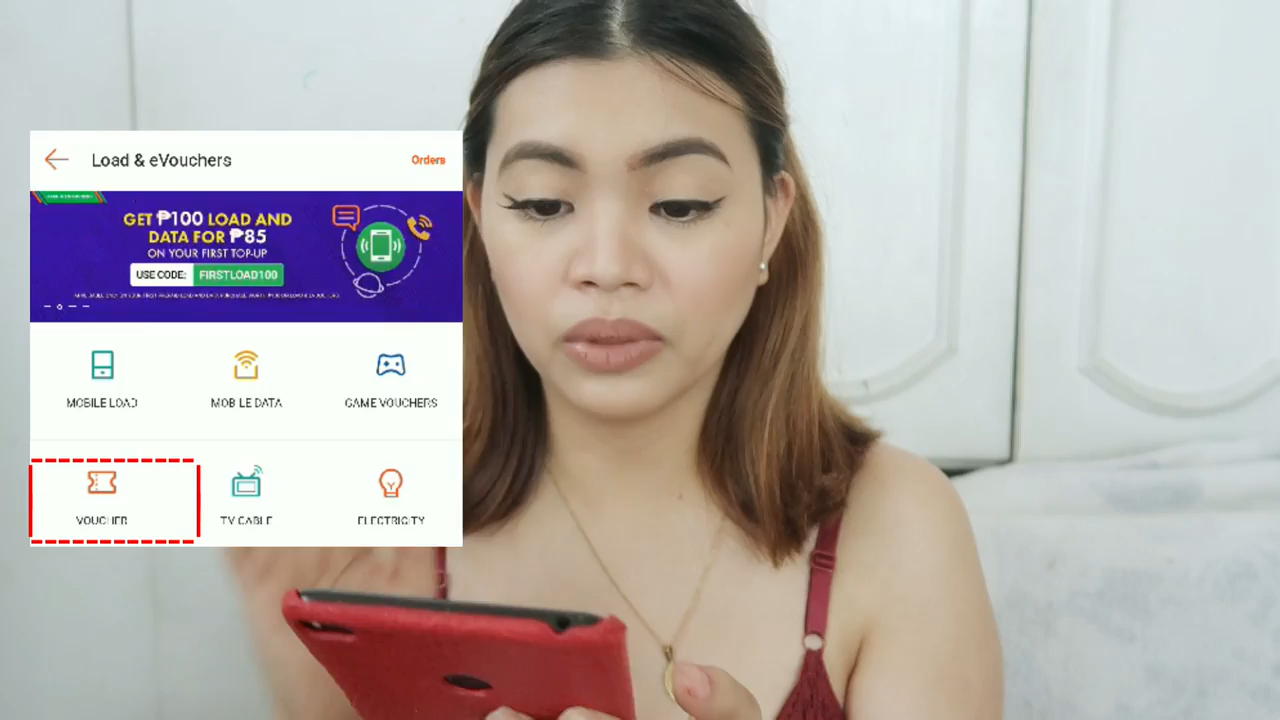 Load & eVouchers
Orders
GET ₱100 LOAD AND
DATA FOR ₱85
ON YOUR FIRST TOP-UP
USE CODE: FIRSTLOAD100
MOBILE LOAD
MOBILE DATA
GAME VOUCHERS
VOUCHER
TV CABLE
ELECTRICITY